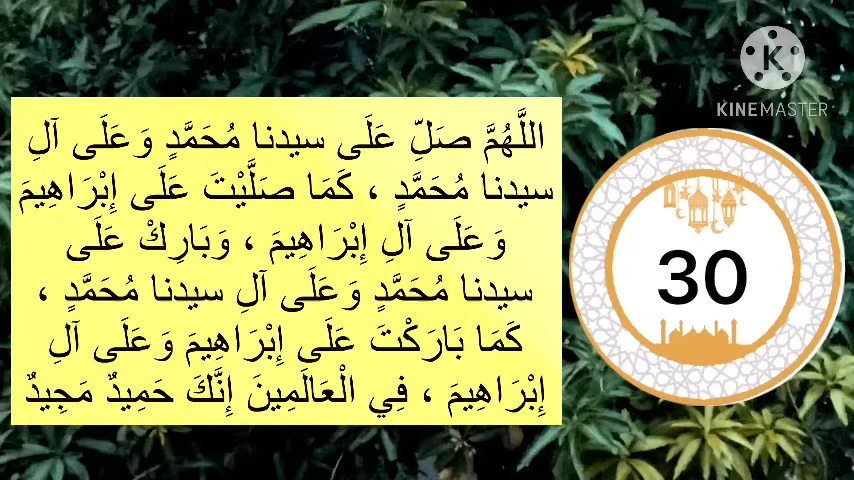 اللَّهُمَّ صَلِّ عَلَى سيدنا مُحَمَّدٍ وَعَلَى آلِ
سيدنا مُحَمَّدٍ ، كَمَا صَلَّيْتَ عَلَى إِبْرَاهِيمَ
وَعَلَى آلِ إِبْرَاهِيمَ ، وَبَارِكْ عَلَى
سيدنا مُحَمَّدٍ وَعَلَى آلِ سيدنا مُحَمَّدٍ ،
كَمَا بَارَكْتَ عَلَى إِبْرَاهِيمَ وَعَلَى آلِ
إِبْرَاهِيمَ ، فِي الْعَالَمِينَ إِنَّكَ حَمِيدٌ مَجِيدٌ
30
K
KINEMASTER